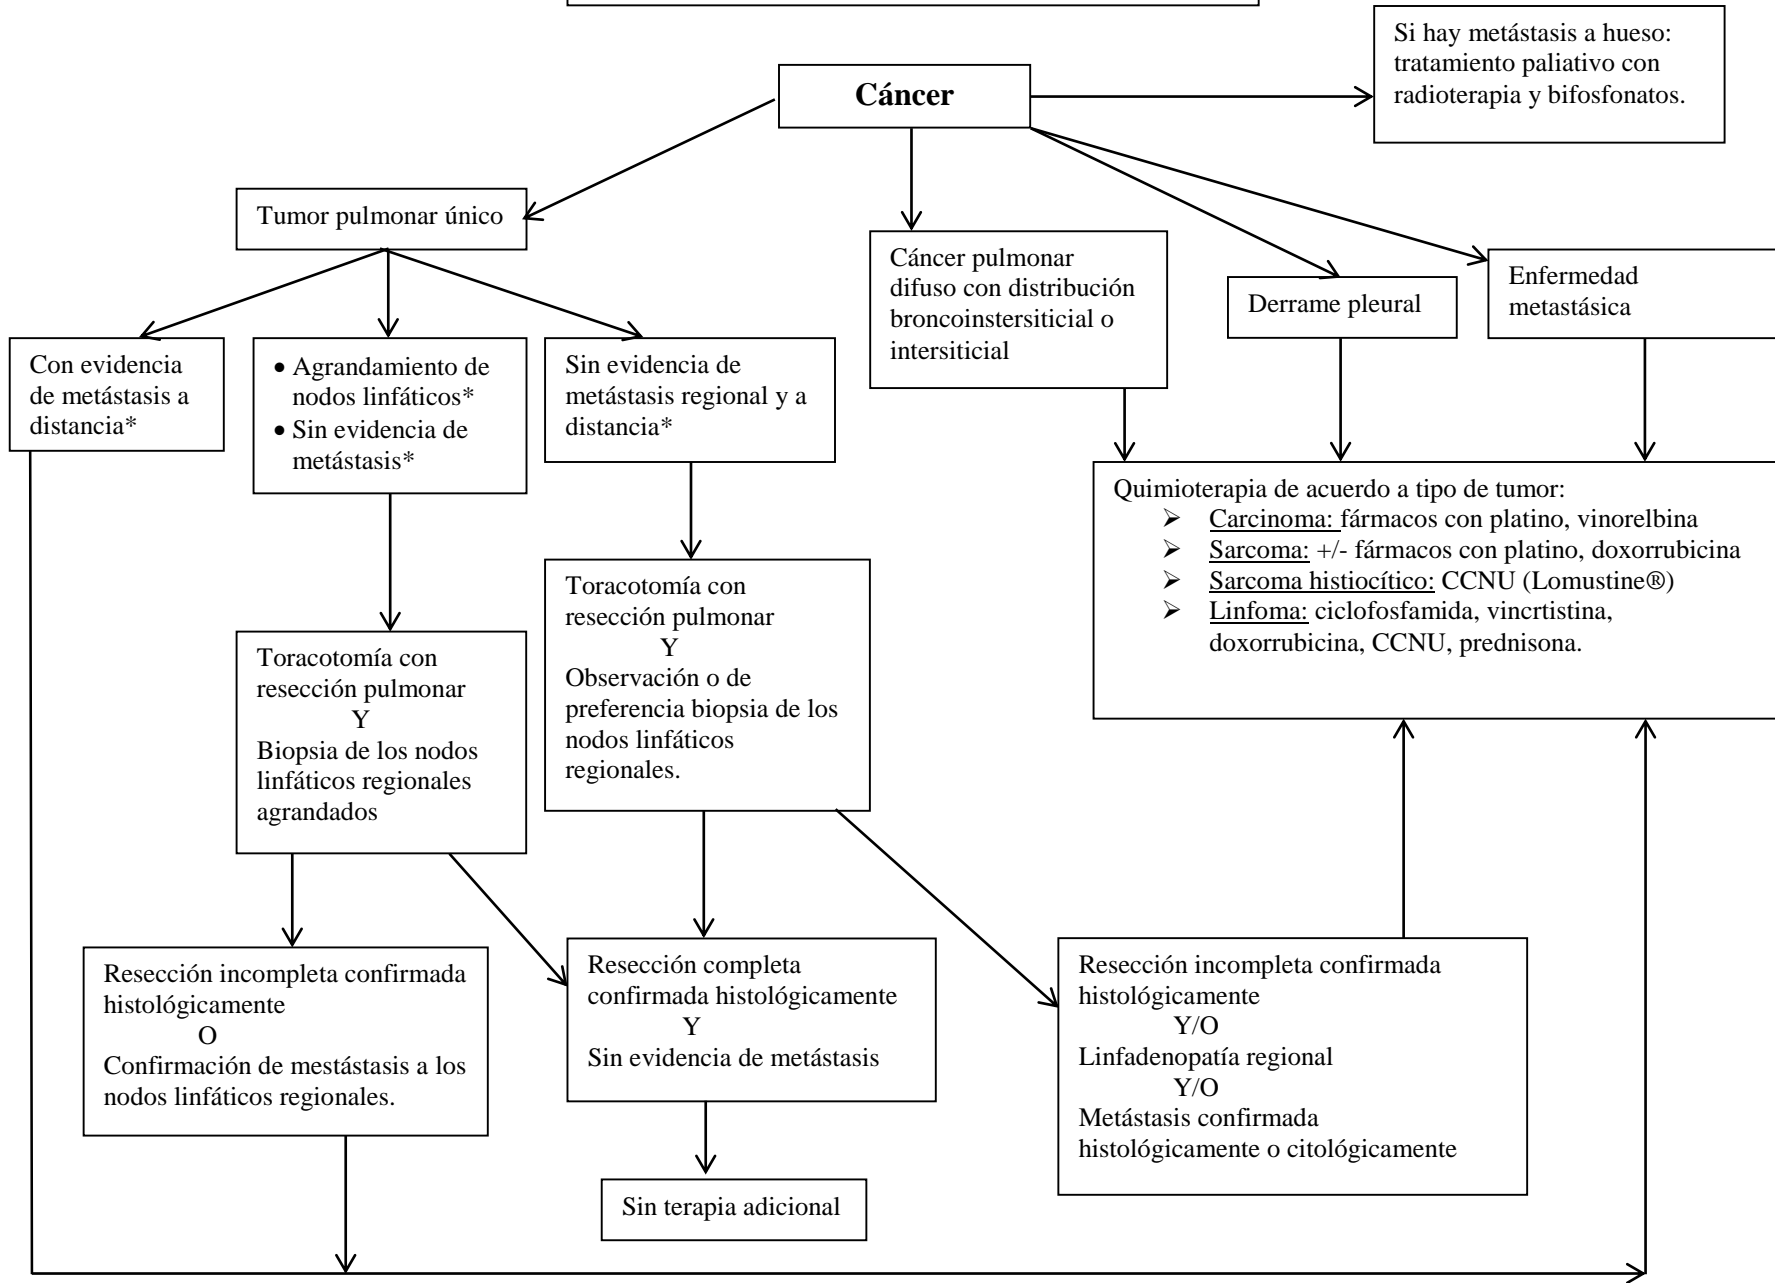 Si hay metástasis a hueso:
tratamiento paliativo con
radioterapia y bifosfonatos.
Cáncer
Tumor pulmonar único
Cáncer pulmonar
difuso con distribución
broncoinstersiticial o
intersiticial
Derrame pleural
Enfermedad
metastásica
Con evidencia
de metástasis a
distancia*
• Agrandamiento de
nodos linfáticos*
• Sin evidencia de
metástasis*
Sin evidencia de
metástasis regional y a
distancia*
Quimioterapia de acuerdo a tipo de tumor:
➢ Carcinoma: fármacos con platino, vinorelbina
➢ Sarcoma: +/- fármacos con platino, doxorrubicina
➢ Sarcoma histiocítico: CCNU (Lomustine®)
➢ Linfoma: ciclofosfamida, vincrtistina,
doxorrubicina, CCNU, prednisona.
Toracotomía con
resección pulmonar
Y
Biopsia de los nodos
linfáticos regionales
agrandados
Toracotomía con
resección pulmonar
Y
Observación o de
preferencia biopsia de los
nodos linfáticos
regionales.
Resección incompleta confirmada
histológicamente
O
Confirmación de mestástasis a los
nodos linfáticos regionales.
Resección completa
confirmada histológicamente
Y
Sin evidencia de metástasis
Resección incompleta confirmada
histológicamente
Y/O
Linfadenopatía regional
Y/O
Metástasis confirmada
histológicamente o citológicamente
Sin terapia adicional